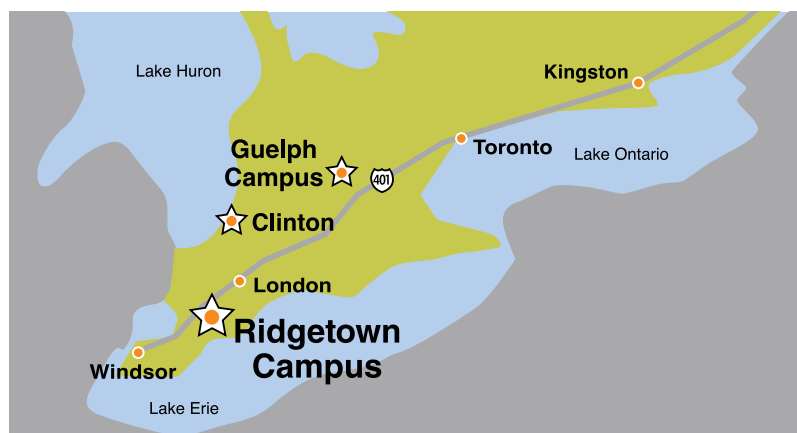 Lake Huron
Kingston
Guelph
Campus
401
Toronto
Lake Ontario
Clinton
London
Ridgetown
Campus
Windsor
Lake Erie